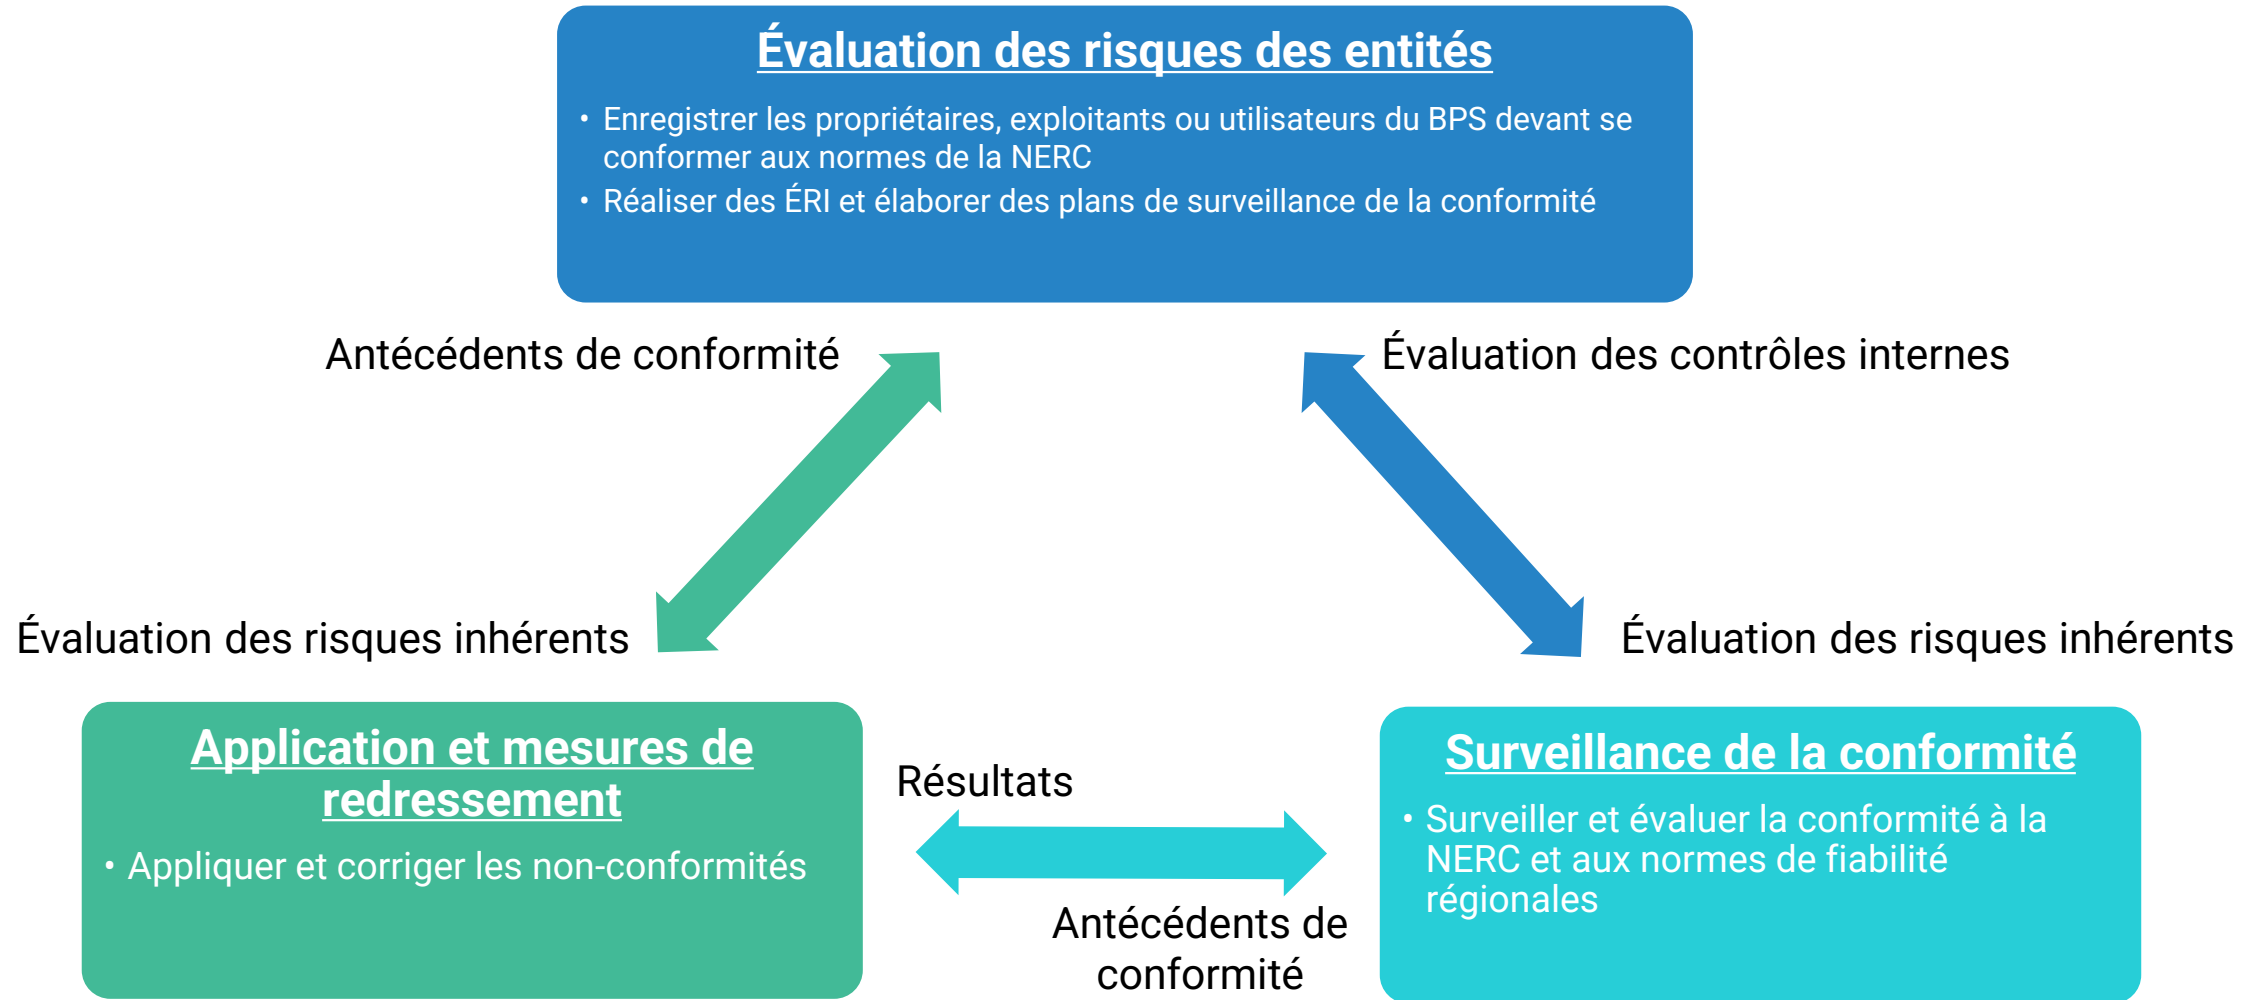 Évaluation des risques des entités
• Enregistrer les propriétaires, exploitants ou utilisateurs du BPS devant se
conformer aux normes de la NERC
• Réaliser des ÉRI et élaborer des plans de surveillance de la conformité
Antécédents de conformité
Évaluation des contrôles internes
Évaluation des risques inhérents
Évaluation des risques inhérents
Application et mesures de
redressement
• Appliquer et corriger les non-conformités
Résultats
Antécédents de
conformité
Surveillance de la conformité
• Surveiller et évaluer la conformité à la
NERC et aux normes de fiabilité
régionales